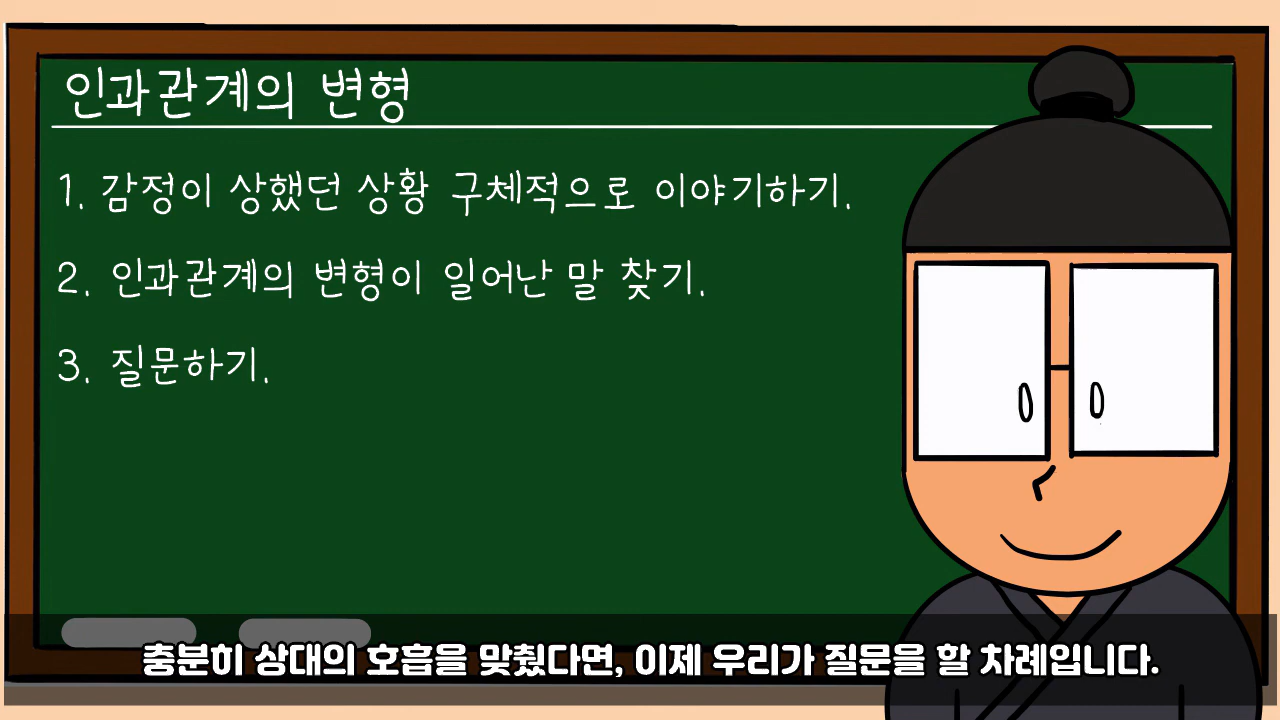 인과관계의 변형
1. 감정이 상했던 상황 구체적으로 이야기하기.
2. 인과관계의 변형이 일어난 말 찾기.
3. 질문하기.
충분히 상대의 호흡을 맞췄다면, 이제 우리가 질문을 할 차례입니다.